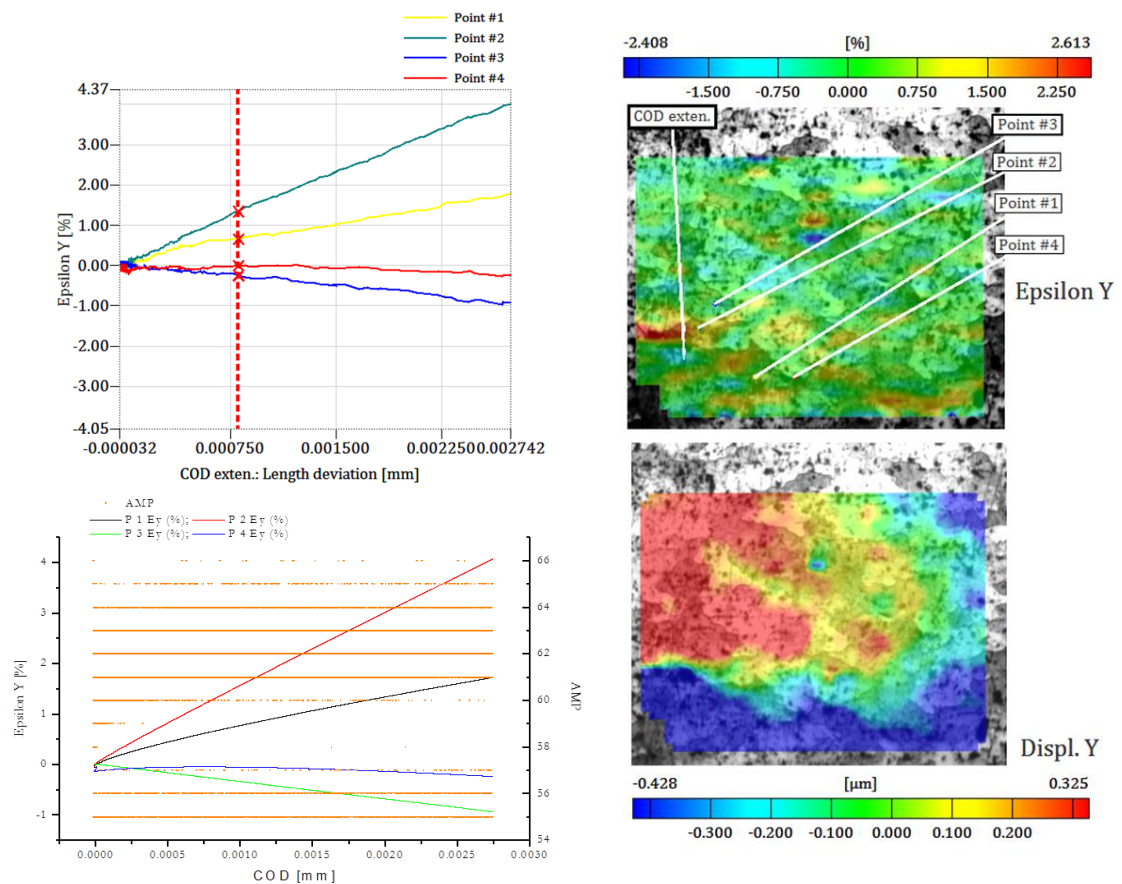 Point #1
Point #2
Point #3
Point #4
4.37
3.00
2.00
1.00
0.00
-1.00
-2.00
-3.00
-4.05
Epsilon Y [%]
-0.000032 0.000750 0.001500 0.0022500 0.002742
COD exten.: Length deviation [mm]
-2.408 [%] 2.613
-1.500 -0.750 0.000 0.750 1.500 2.250
COD exten.
Point #3
Point #2
Point #1
Point #4
Epsilon Y
AMP
P 1 Ey (%); P 2 Ey (%)
P 3 Ey (%); P 4 Ey (%)
4
3
2
1
0
-1
Epsilon Y [%]
66
64
62
60
58
56
54
AMP
0.0000 0.0005 0.0010 0.0015 0.0020 0.0025 0.0030
COD [mm]
Displ. Y
-0.428 [µm] 0.325
-0.300 -0.100 0.000 0.100 0.200